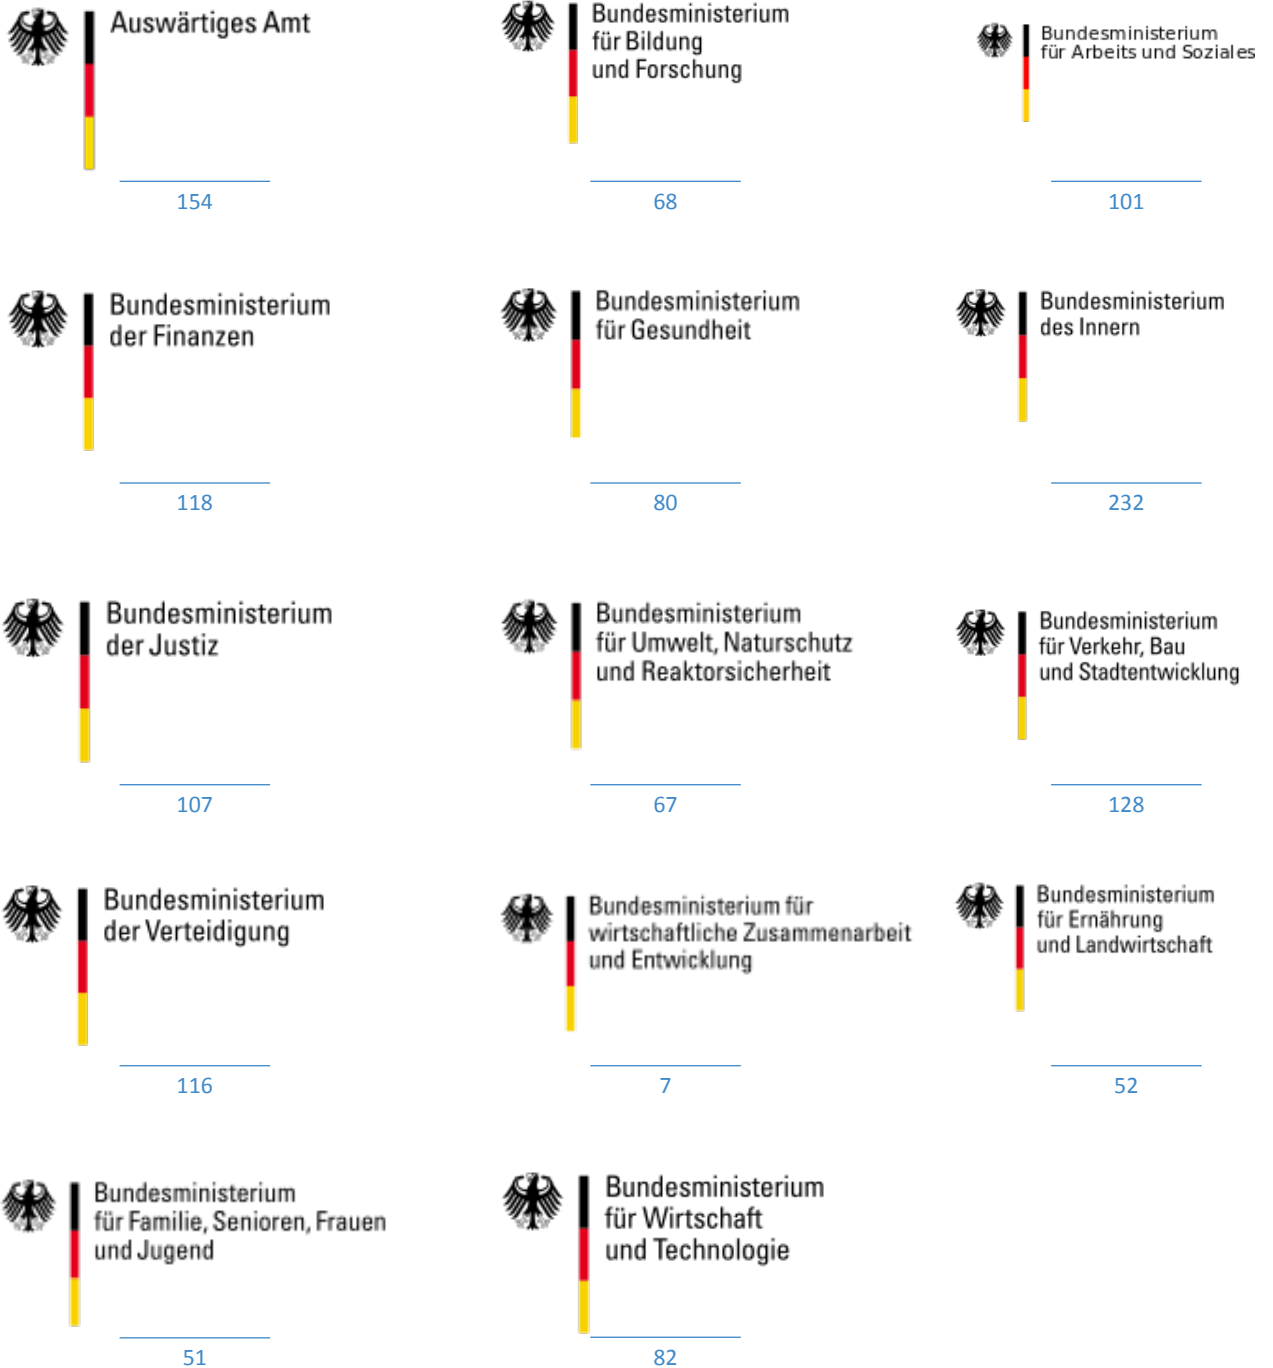 Auswärtiges Amt
154
Bundesministerium
für Bildung
und Forschung
68
Bundesministerium
für Arbeits und Soziales
101
Bundesministerium
der Finanzen
118
Bundesministerium
für Gesundheit
80
Bundesministerium
des Innern
232
Bundesministerium
der Justiz
107
Bundesministerium
für Umwelt, Naturschutz
und Reaktorsicherheit
67
Bundesministerium
für Verkehr, Bau
und Stadtentwicklung
128
Bundesministerium
der Verteidigung
116
Bundesministerium für
wirtschaftliche Zusammenarbeit
und Entwicklung
7
Bundesministerium
für Ernährung
und Landwirtschaft
52
Bundesministerium
für Familie, Senioren, Frauen
und Jugend
51
Bundesministerium
für Wirtschaft
und Technologie
82